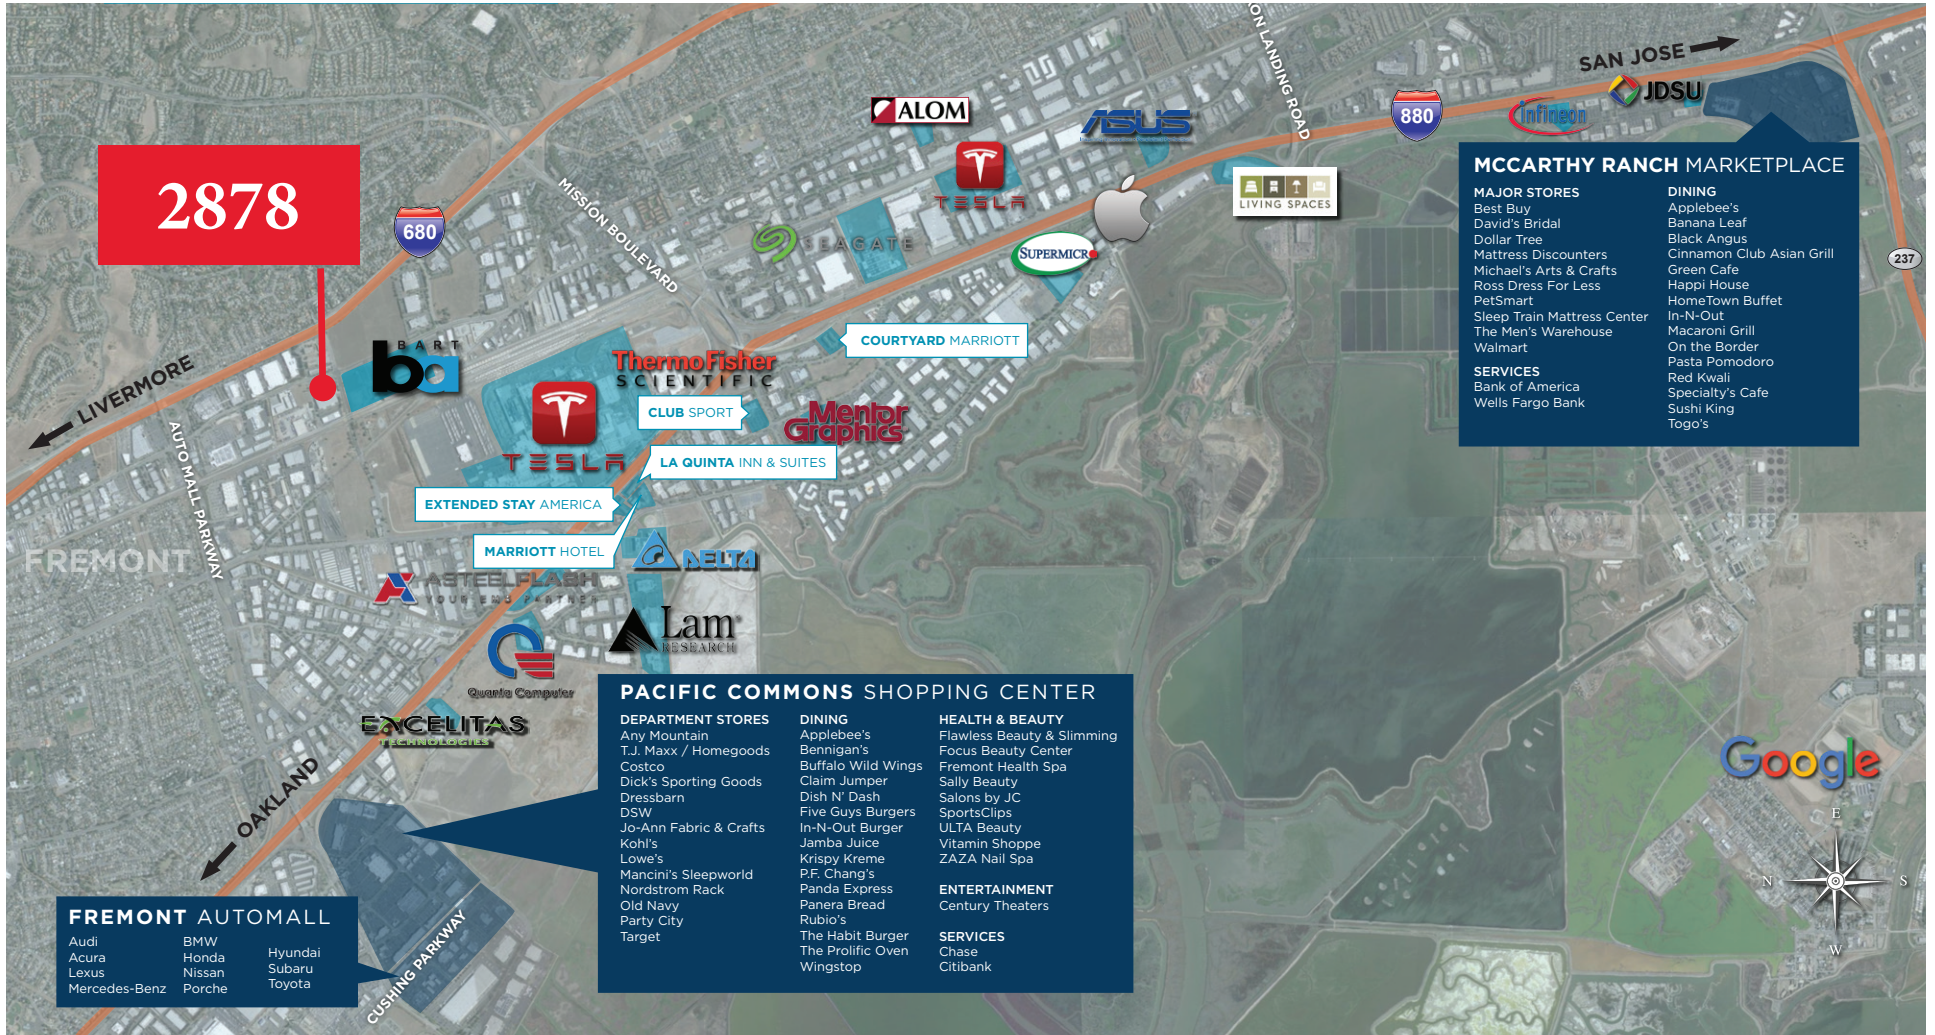 SAN JOSE
ON LANDING ROAD
880
JDSU
infineon
ALOM
ASUS
TESLA
LIVING SPACES
SUPERMICR
SEAGATE
MISSION BOULEVARD
680
2878
237
MCCARTHY RANCH MARKETPLACE
MAJOR STORES
Best Buy
David's Bridal
Dollar Tree
Mattress Discounters
Michael's Arts & Crafts
Ross Dress For Less
PetSmart
Sleep Train Mattress Center
The Men's Warehouse
Walmart
SERVICES
Bank of America
Wells Fargo Bank
DINING
Applebee's
Banana Leaf
Black Angus
Cinnamon Club Asian Grill
Green Cafe
Happi House
HomeTown Buffet
In-N-Out
Macaroni Grill
On the Border
Pasta Pomodoro
Red Kwali
Specialty's Cafe
Sushi King
Togo's
BART
ba
LIVERMORE
AUTO MALL PARKWAY
FREMONT
COURTYARD MARRIOTT
ThermoFisher
SCIENTIFIC
CLUB SPORT
Mentor
Graphics
TESLA
LA QUINTA INN & SUITES
EXTENDED STAY AMERICA
MARRIOTT HOTEL
DELTA
ASTEELFLASH
YOUR EMS PARTNER
Lam
RESEARCH
Quanta Computer
EXCELITAS
TECHNOLOGIES
OAKLAND
PACIFIC COMMONS SHOPPING CENTER
DEPARTMENT STORES
Any Mountain
T.J. Maxx / Homegoods
Costco
Dick's Sporting Goods
Dressbarn
DSW
Jo-Ann Fabric & Crafts
Kohl's
Lowe's
Mancini's Sleepworld
Nordstrom Rack
Old Navy
Party City
Target
DINING
Applebee's
Bennigan's
Buffalo Wild Wings
Claim Jumper
Dish N' Dash
Five Guys Burgers
In-N-Out Burger
Jamba Juice
Krispy Kreme
P.F. Chang's
Panda Express
Panera Bread
Rubio's
The Habit Burger
The Prolific Oven
Wingstop
HEALTH & BEAUTY
Flawless Beauty & Slimming
Focus Beauty Center
Fremont Health Spa
Sally Beauty
Salons by JC
SportsClips
ULTA Beauty
Vitamin Shoppe
ZAZA Nail Spa
ENTERTAINMENT
Century Theaters
SERVICES
Chase
Citibank
FREMONT AUTOMALL
Audi
Acura
Lexus
Mercedes-Benz
BMW
Honda
Nissan
Porche
Hyundai
Subaru
Toyota
CUSHING PARKWAY
Google
E
N
S
W